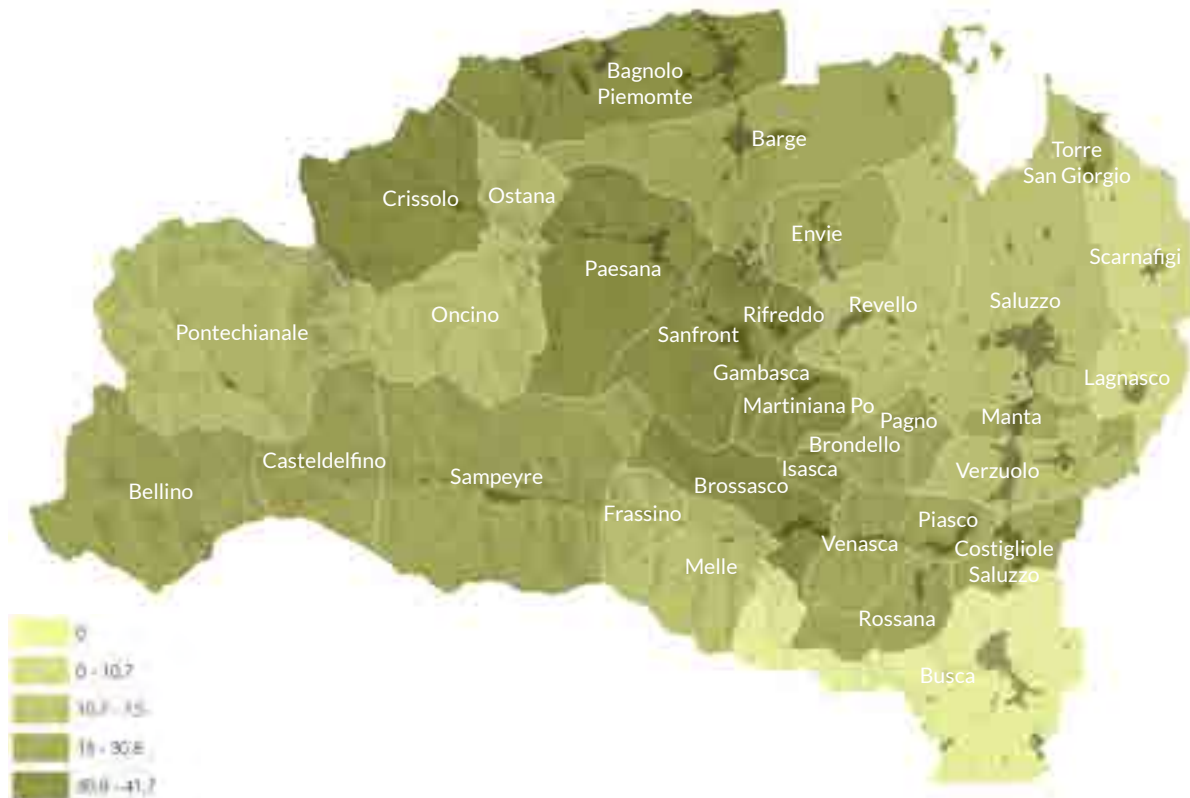 Bagnolo
Piemomte
Barge
Torre
San Giorgio
Crissolo
Ostana
Envie
Scarnafigi
Paesana
Revello
Saluzzo
Oncino
Rifreddo
Pontechianale
Sanfront
Gambasca
Lagnasco
Martiniana Po
Pagno
Manta
Brondello
Casteldelfino
Isasca
Verzuolo
Sampeyre
Brossasco
Bellino
Frassino
Piasco
Venasca
Costigliole
Saluzzo
Melle
Rossana
Busca
0
0 - 10,7